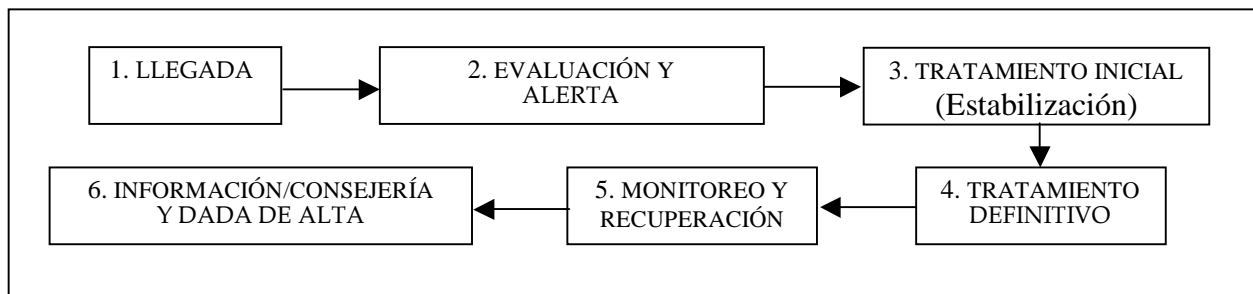 1. LLEGADA
2. EVALUACIÓN Y
ALERTA
3. TRATAMIENTO INICIAL
(Estabilización)
4. TRATAMIENTO
DEFINITIVO
5. MONITOREO Y
RECUPERACIÓN
6. INFORMACIÓN/CONSEJERÍA
Y DADA DE ALTA